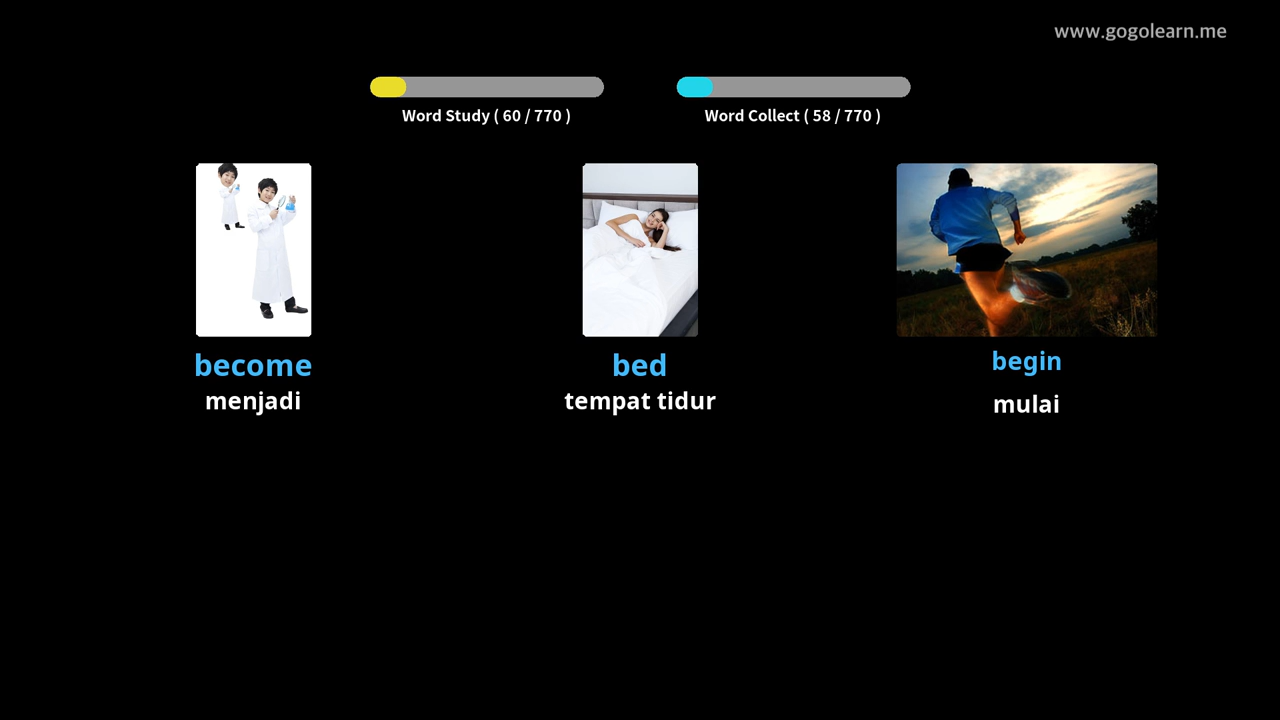 www.gogolearn.me
Word Study ( 60 / 770 )
Word Collect ( 58 / 770 )
become
menjadi
bed
tempat tidur
begin
mulai